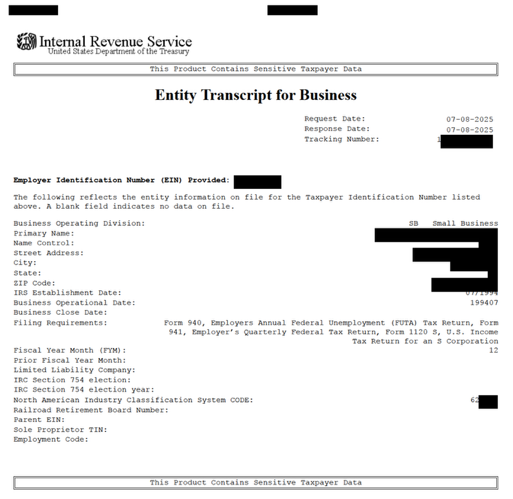 Internal Revenue Service
United States Department of the Treasury
This Product Contains Sensitive Taxpayer Data
Entity Transcript for Business
Request Date: 07-08-2025
Response Date: 07-08-2025
Tracking Number: 1
Employer Identification Number (EIN) Provided:
The following reflects the entity information on file for the Taxpayer Identification Number listed
above. A blank field indicates no data on file.
Business Operating Division: SB Small Business
Primary Name:
Name Control:
Street Address:
City:
State:
ZIP Code:
IRS Establishment Date: 07/1994
Business Operational Date: 199407
Business Close Date:
Filing Requirements: Form 940, Employers Annual Federal Unemployment (FUTA) Tax Return, Form
941, Employer's Quarterly Federal Tax Return, Form 1120 S, U.S. Income
Tax Return for an S Corporation
Fiscal Year Month (FYM): 12
Prior Fiscal Year Month:
Limited Liability Company:
IRC Section 754 election:
IRC Section 754 election year:
North American Industry Classification System CODE: 62
Railroad Retirement Board Number:
Parent EIN:
Sole Proprietor TIN:
Employment Code:
This Product Contains Sensitive Taxpayer Data